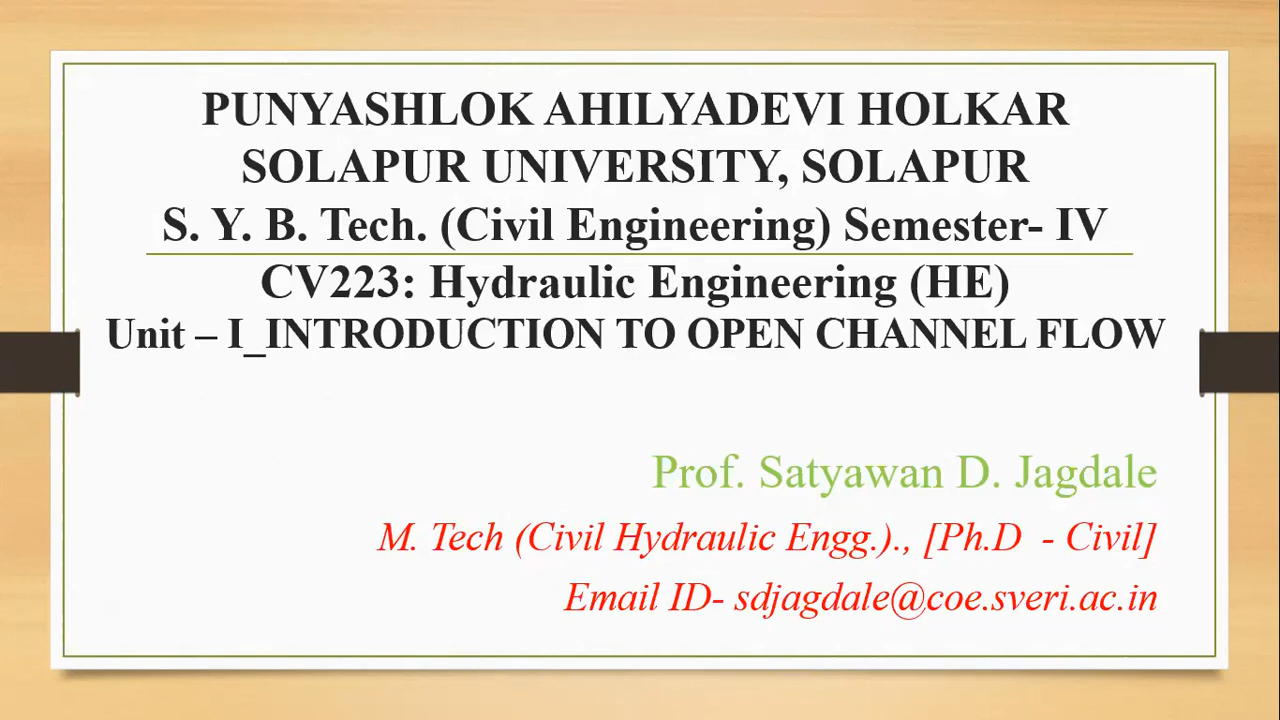 PUNYASHLOK AHILYADEVI HOLKAR
SOLAPUR UNIVERSITY, SOLAPUR
S. Y. B. Tech. (Civil Engineering) Semester- IV
CV223: Hydraulic Engineering (HE)
Unit – I_INTRODUCTION TO OPEN CHANNEL FLOW
Prof. Satyawan D. Jagdale
M. Tech (Civil Hydraulic Engg.)., [Ph.D - Civil]
Email ID- sdjagdale@coe.sveri.ac.in